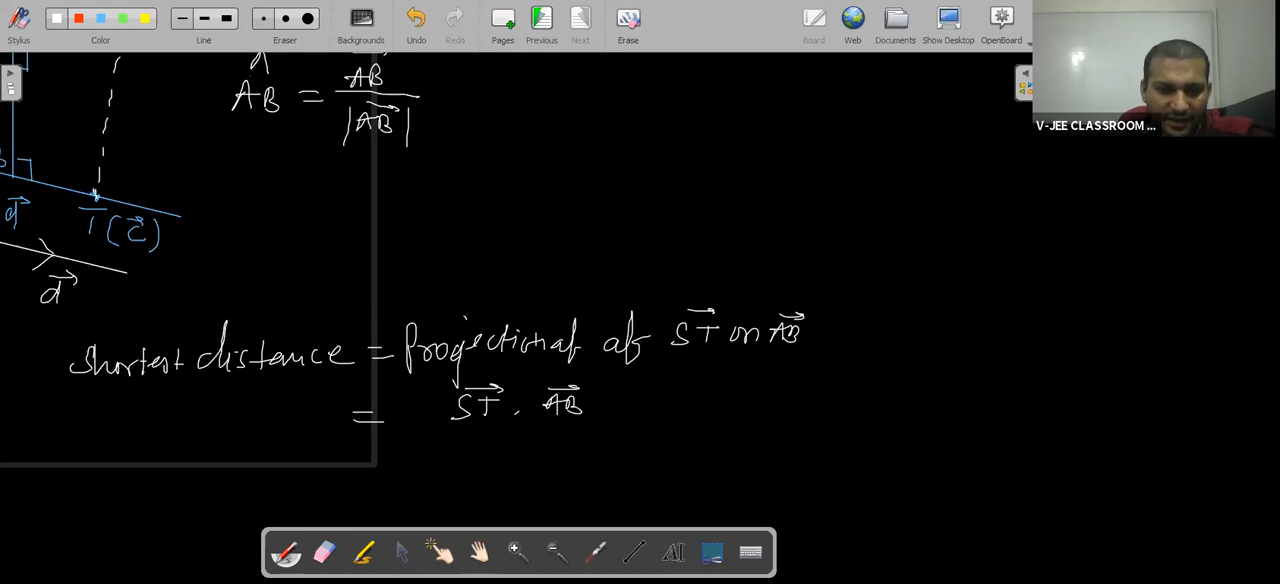 Stylus
Color
Line
Eraser
Backgrounds
Undo
Redo
Pages
Previous
Next
Erase
Board
Web
Documents
Show Desktop
OpenBoard
V-JEE CLASSROOM ...
AB = AB / |AB|
d
T(c)
d
Shortest distance = Projectional of ST on AB
= ST . AB